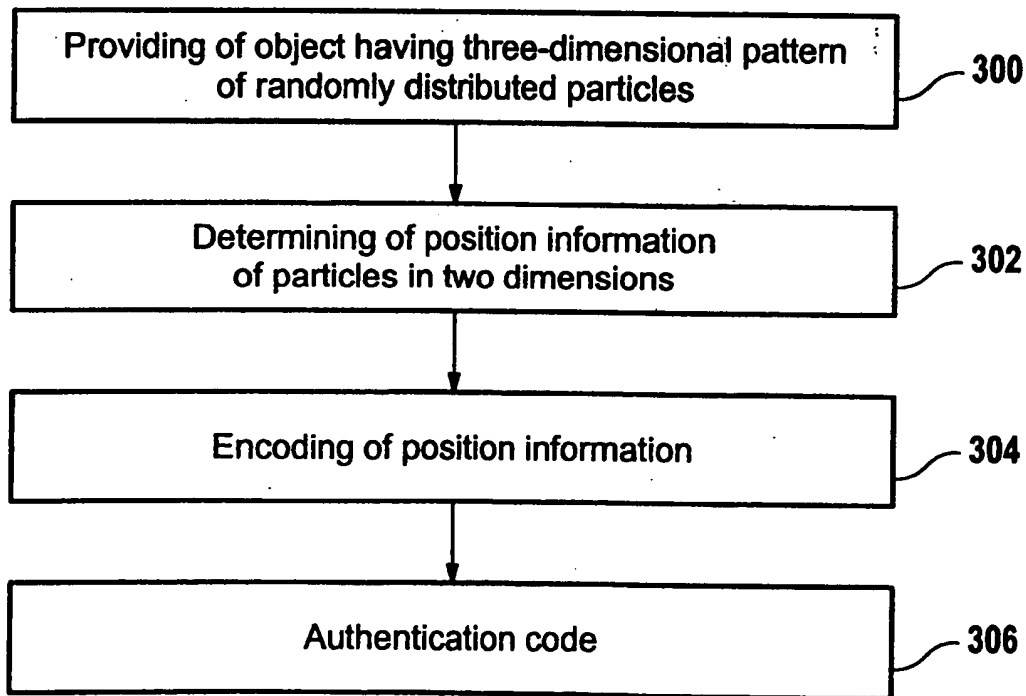 Providing of object having three-dimensional pattern
of randomly distributed particles
300
Determining of position information
of particles in two dimensions
302
Encoding of position information
304
Authentication code
306